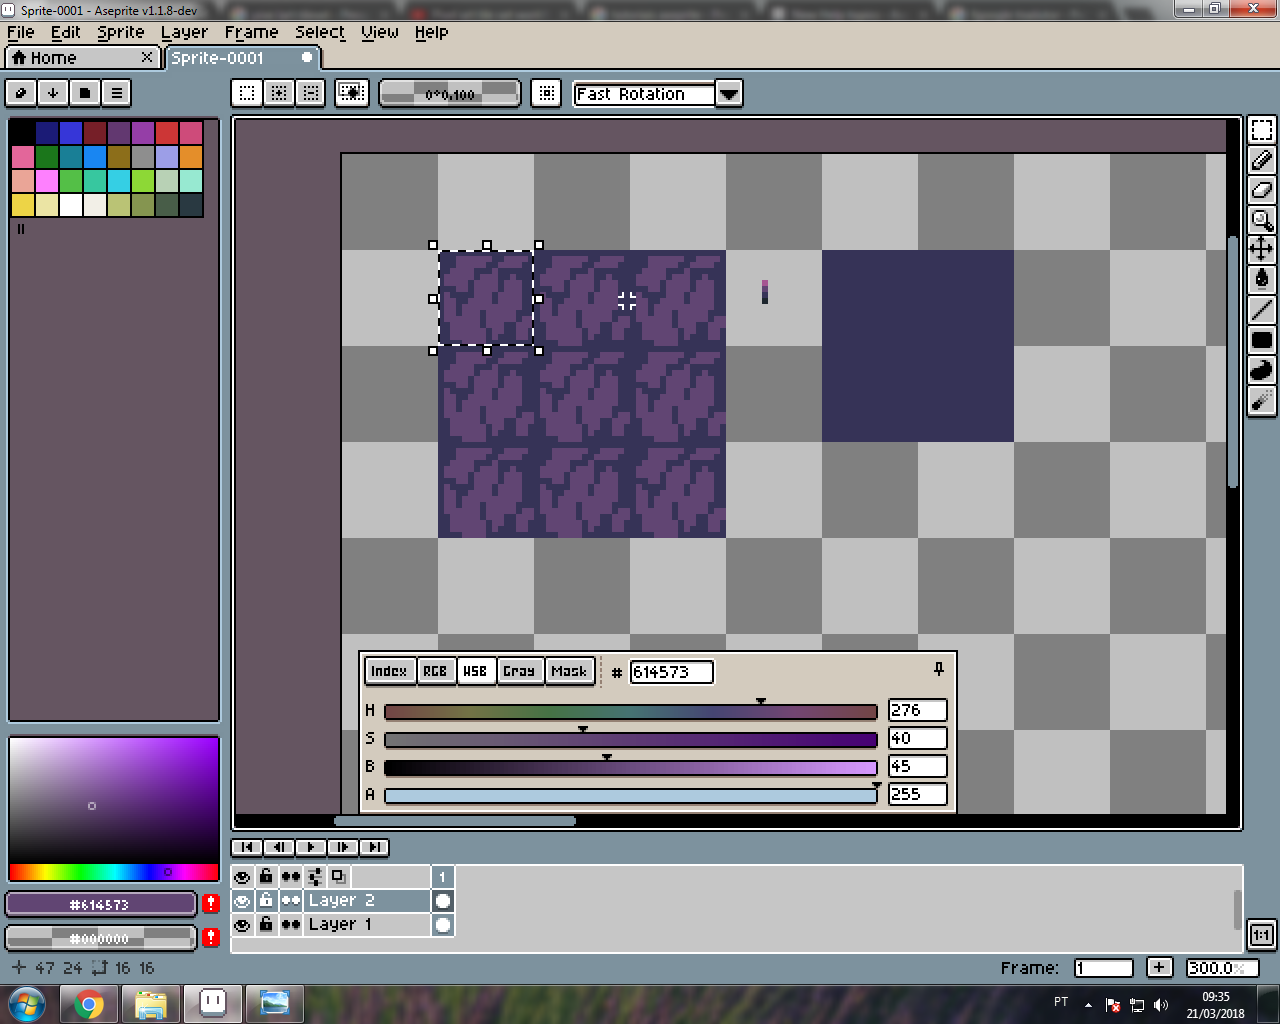 Sprite-0001 - Aseprite v1.1.8-dev
File Edit Sprite Layer Frame Select View Help
Home Sprite-0001
0°0,100 Fast Rotation
Index RGB HSB Gray Mask # 614573
H 276
S 40
B 45
A 255
1
#614573 Layer 2
#000000 Layer 1
1:1
47 24 16 16 Frame: 1 300.0%
PT 09:35
21/03/2018